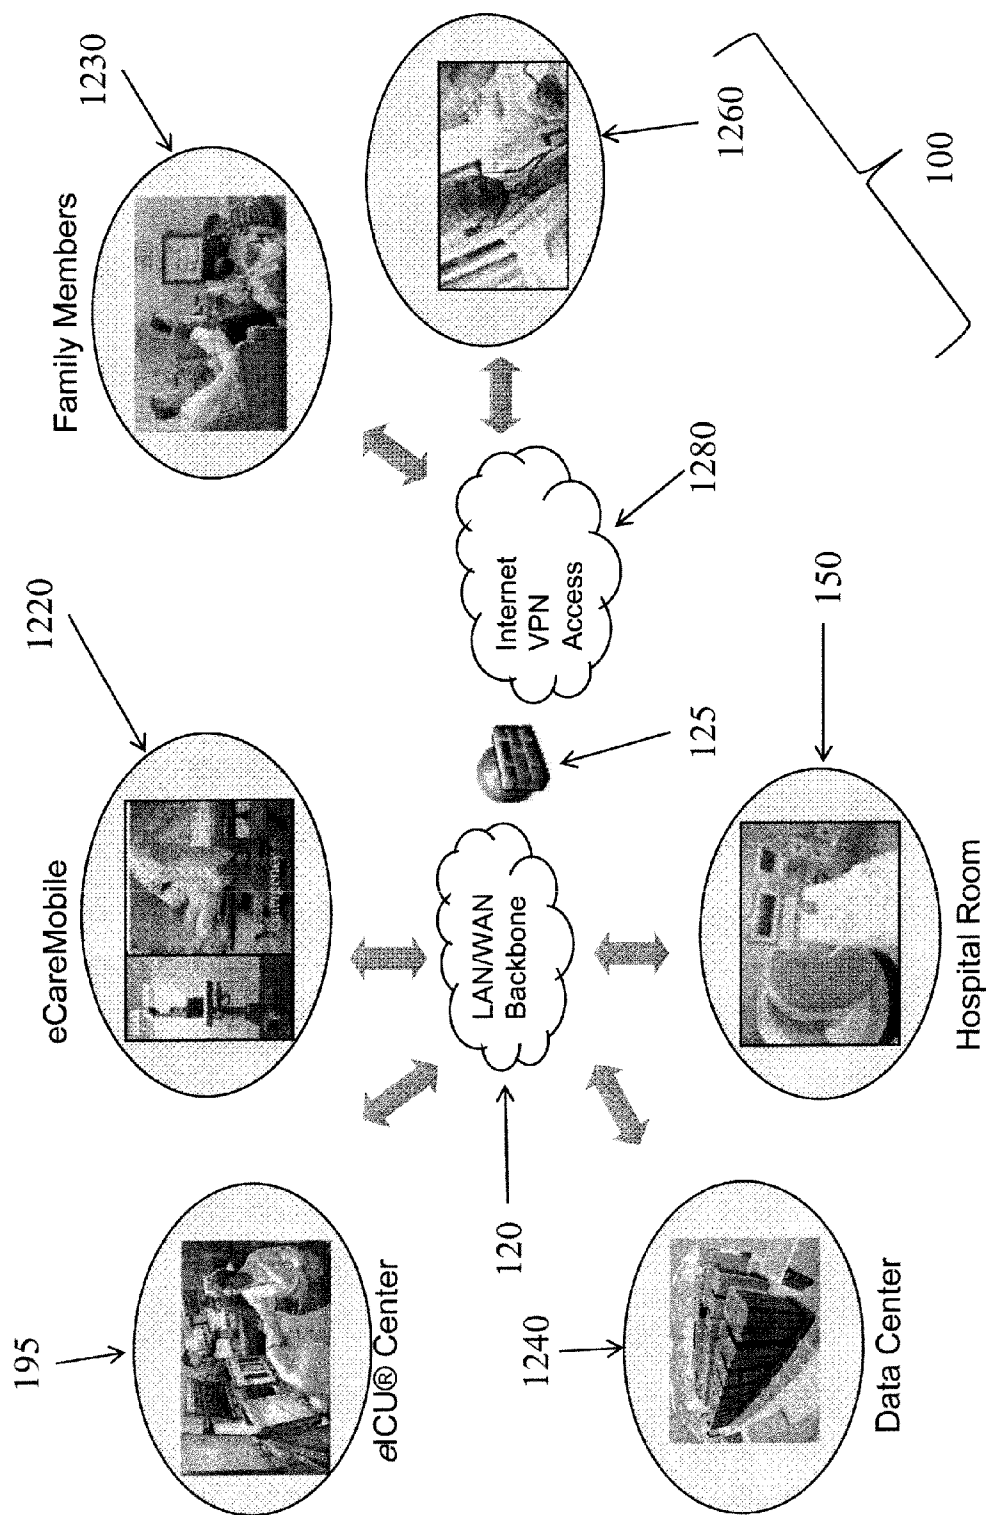 195
1220
1230
eCareMobile
Family Members
eICU® Center
LAN/WAN
Backbone
Internet
VPN
Access
120
1240
125
1280
1260
150
Data Center
100
Hospital Room